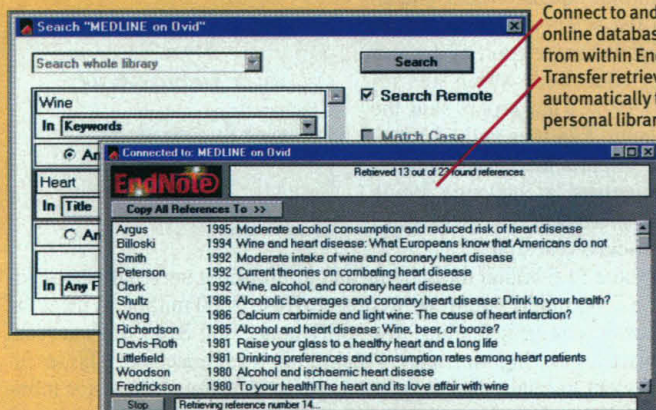 Search "MEDLINE on Ovid"
Search whole library
Search
Search Remote
Match Case
Wine
In Keywords
Heart
In Title
In Any
Connect to and
online
from within
Transfer
automatically
personal
Connected to: MEDLINE on Ovid
EndNote
Retrieved 13 out of 23 found references.
Copy All References To >>
Argus 1995 Moderate alcohol consumption and reduced risk of heart disease
Billoski 1994 Wine and heart disease: What Europeans know that Americans do not
Smith 1992 Moderate intake of wine and coronary heart disease
Peterson 1992 Current theories on combating heart disease
Clark 1992 Wine, alcohol, and coronary heart disease
Shultz 1986 Alcoholic beverages and coronary heart disease: Drink to your health?
Wong 1986 Calcium carbimide and light wine: The cause of heart infarction?
Richardson 1985 Alcohol and heart disease: Wine, beer, or booze?
Davis-Roth 1981 Raise your glass to a healthy heart and a long life
Littlefield 1981 Drinking preferences and consumption rates among heart patients
Woodson 1980 Alcohol and ischaemic heart disease
Fredrickson 1980 To your health!The heart and its love affair with wine
Stop
Retrieving reference number 14...